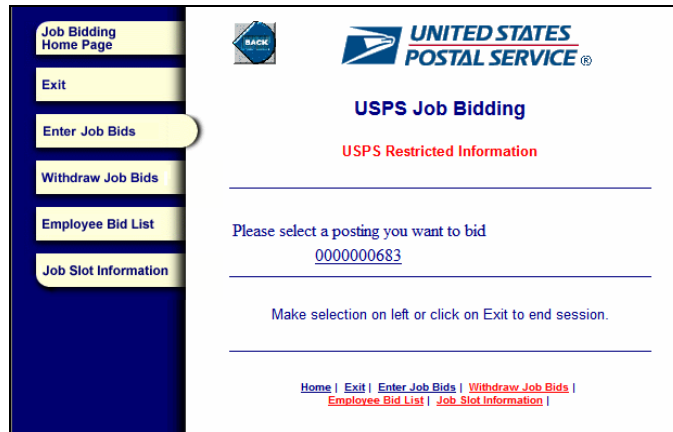 Job Bidding
Home Page
Exit
Enter Job Bids
Withdraw Job Bids
Employee Bid List
Job Slot Information
BACK
UNITED STATES
POSTAL SERVICE ®
USPS Job Bidding
USPS Restricted Information
Please select a posting you want to bid
0000000683
Make selection on left or click on Exit to end session.
Home | Exit | Enter Job Bids | Withdraw Job Bids |
Employee Bid List | Job Slot Information |